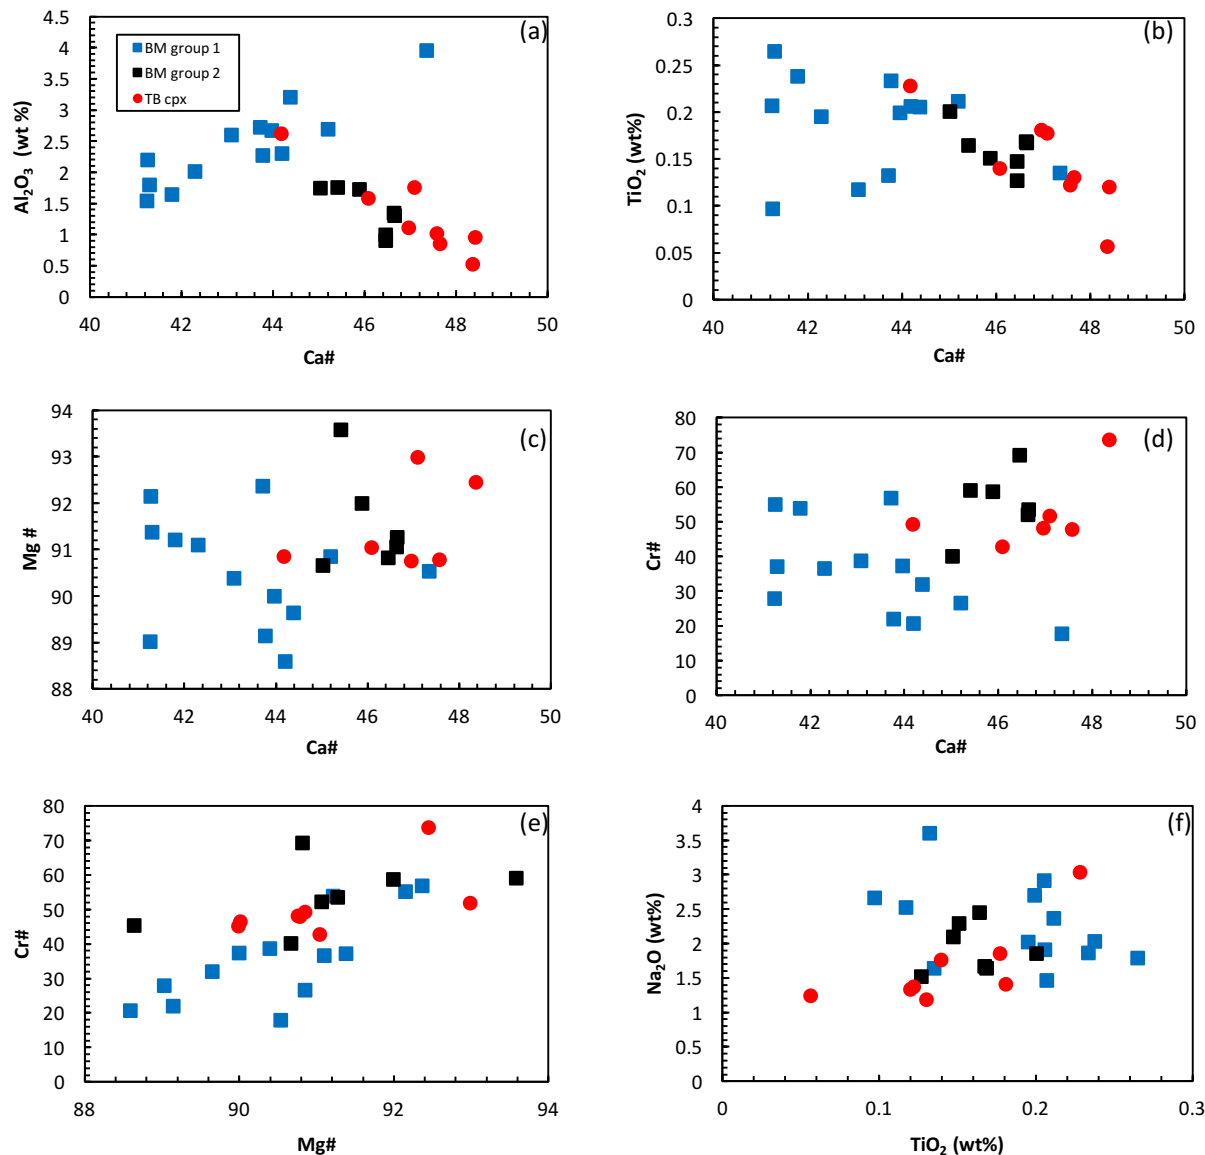 (a)
4.5
4
3.5
3
2.5
2
1.5
1
0.5
0
Al₂O₃ (wt %)
BM group 1
BM group 2
TB cpx
40 42 44 46 48 50
Ca#
(b)
0.3
0.25
0.2
0.15
0.1
0.05
0
TiO₂ (wt%)
40 42 44 46 48 50
Ca#
(c)
94
93
92
91
90
89
88
Mg #
40 42 44 46 48 50
Ca#
(d)
80
70
60
50
40
30
20
10
0
Cr#
40 42 44 46 48 50
Ca#
(e)
80
70
60
50
40
30
20
10
0
Cr#
88 90 92 94
Mg#
(f)
4
3.5
3
2.5
2
1.5
1
0.5
0
Na₂O (wt%)
0 0.1 0.2 0.3
TiO₂ (wt%)